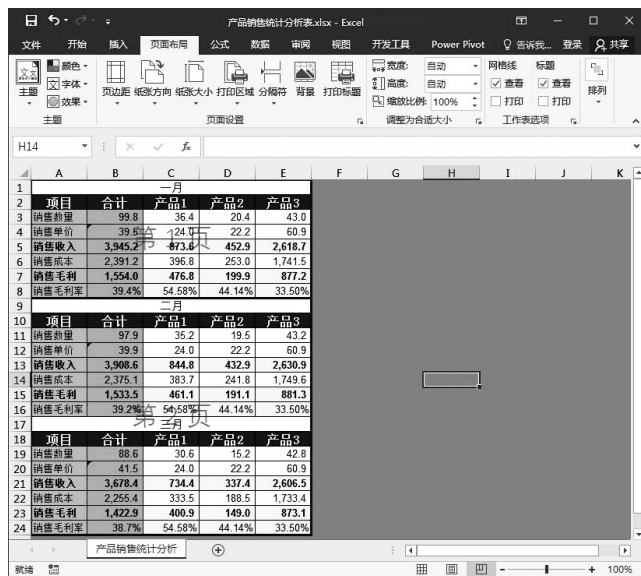 产品销售统计分析表.xlsx - Excel
文件 开始 插入 页面布局 公式 数据 审阅 视图 开发工具 Power Pivot 告诉我... 登录 共享
主题 颜色 字体 效果 页边距 纸张方向 纸张大小 打印区域 分隔符 背景 打印标题 宽度: 自动 高度: 自动 缩放比例: 100% 网格线 查看 打印 标题 查看 打印 排列
主题 页面设置 调整为合适大小 工作表选项
H14 fx
A B C D E F G H I J K
1 一月
2 项目 合计 产品1 产品2 产品3
3 销售数量 99.8 36.4 20.4 43.0
4 销售单价 39.5 24.0 22.2 60.9
第 1 页
5 销售收入 3,945.2 873.6 452.9 2,618.7
6 销售成本 2,391.2 396.8 253.0 1,741.5
7 销售毛利 1,554.0 476.8 199.9 877.2
8 销售毛利率 39.4% 54.58% 44.14% 33.50%
9 二月
10 项目 合计 产品1 产品2 产品3
11 销售数量 97.9 35.2 19.5 43.2
12 销售单价 39.9 24.0 22.2 60.9
13 销售收入 3,908.6 844.8 432.9 2,630.9
14 销售成本 2,375.1 383.7 241.8 1,749.6
15 销售毛利 1,533.5 461.1 191.1 881.3
16 销售毛利率 39.2% 54.58% 44.14% 33.50%
第 2 页
17 三月
18 项目 合计 产品1 产品2 产品3
19 销售数量 88.6 30.6 15.2 42.8
20 销售单价 41.5 24.0 22.2 60.9
21 销售收入 3,678.4 734.4 337.4 2,606.5
22 销售成本 2,255.4 333.5 188.5 1,733.4
23 销售毛利 1,422.9 400.9 149.0 873.1
24 销售毛利率 38.7% 54.58% 44.14% 33.50%
产品销售统计分析
就绪 100%